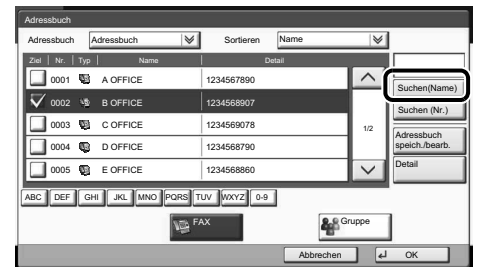 Adressbuch
Adressbuch Adressbuch Sortieren Name
Ziel Nr. Typ Name Detail
0001 A OFFICE 1234567890
Suchen(Name)
0002 B OFFICE 1234568907
Suchen (Nr.)
0003 C OFFICE 1234569078
1/2
Adressbuch
speich./bearb.
0004 D OFFICE 1234568790
Detail
0005 E OFFICE 1234568860
ABC DEF GHI JKL MNO PQRS TUV WXYZ 0-9
FAX Gruppe
Abbrechen OK